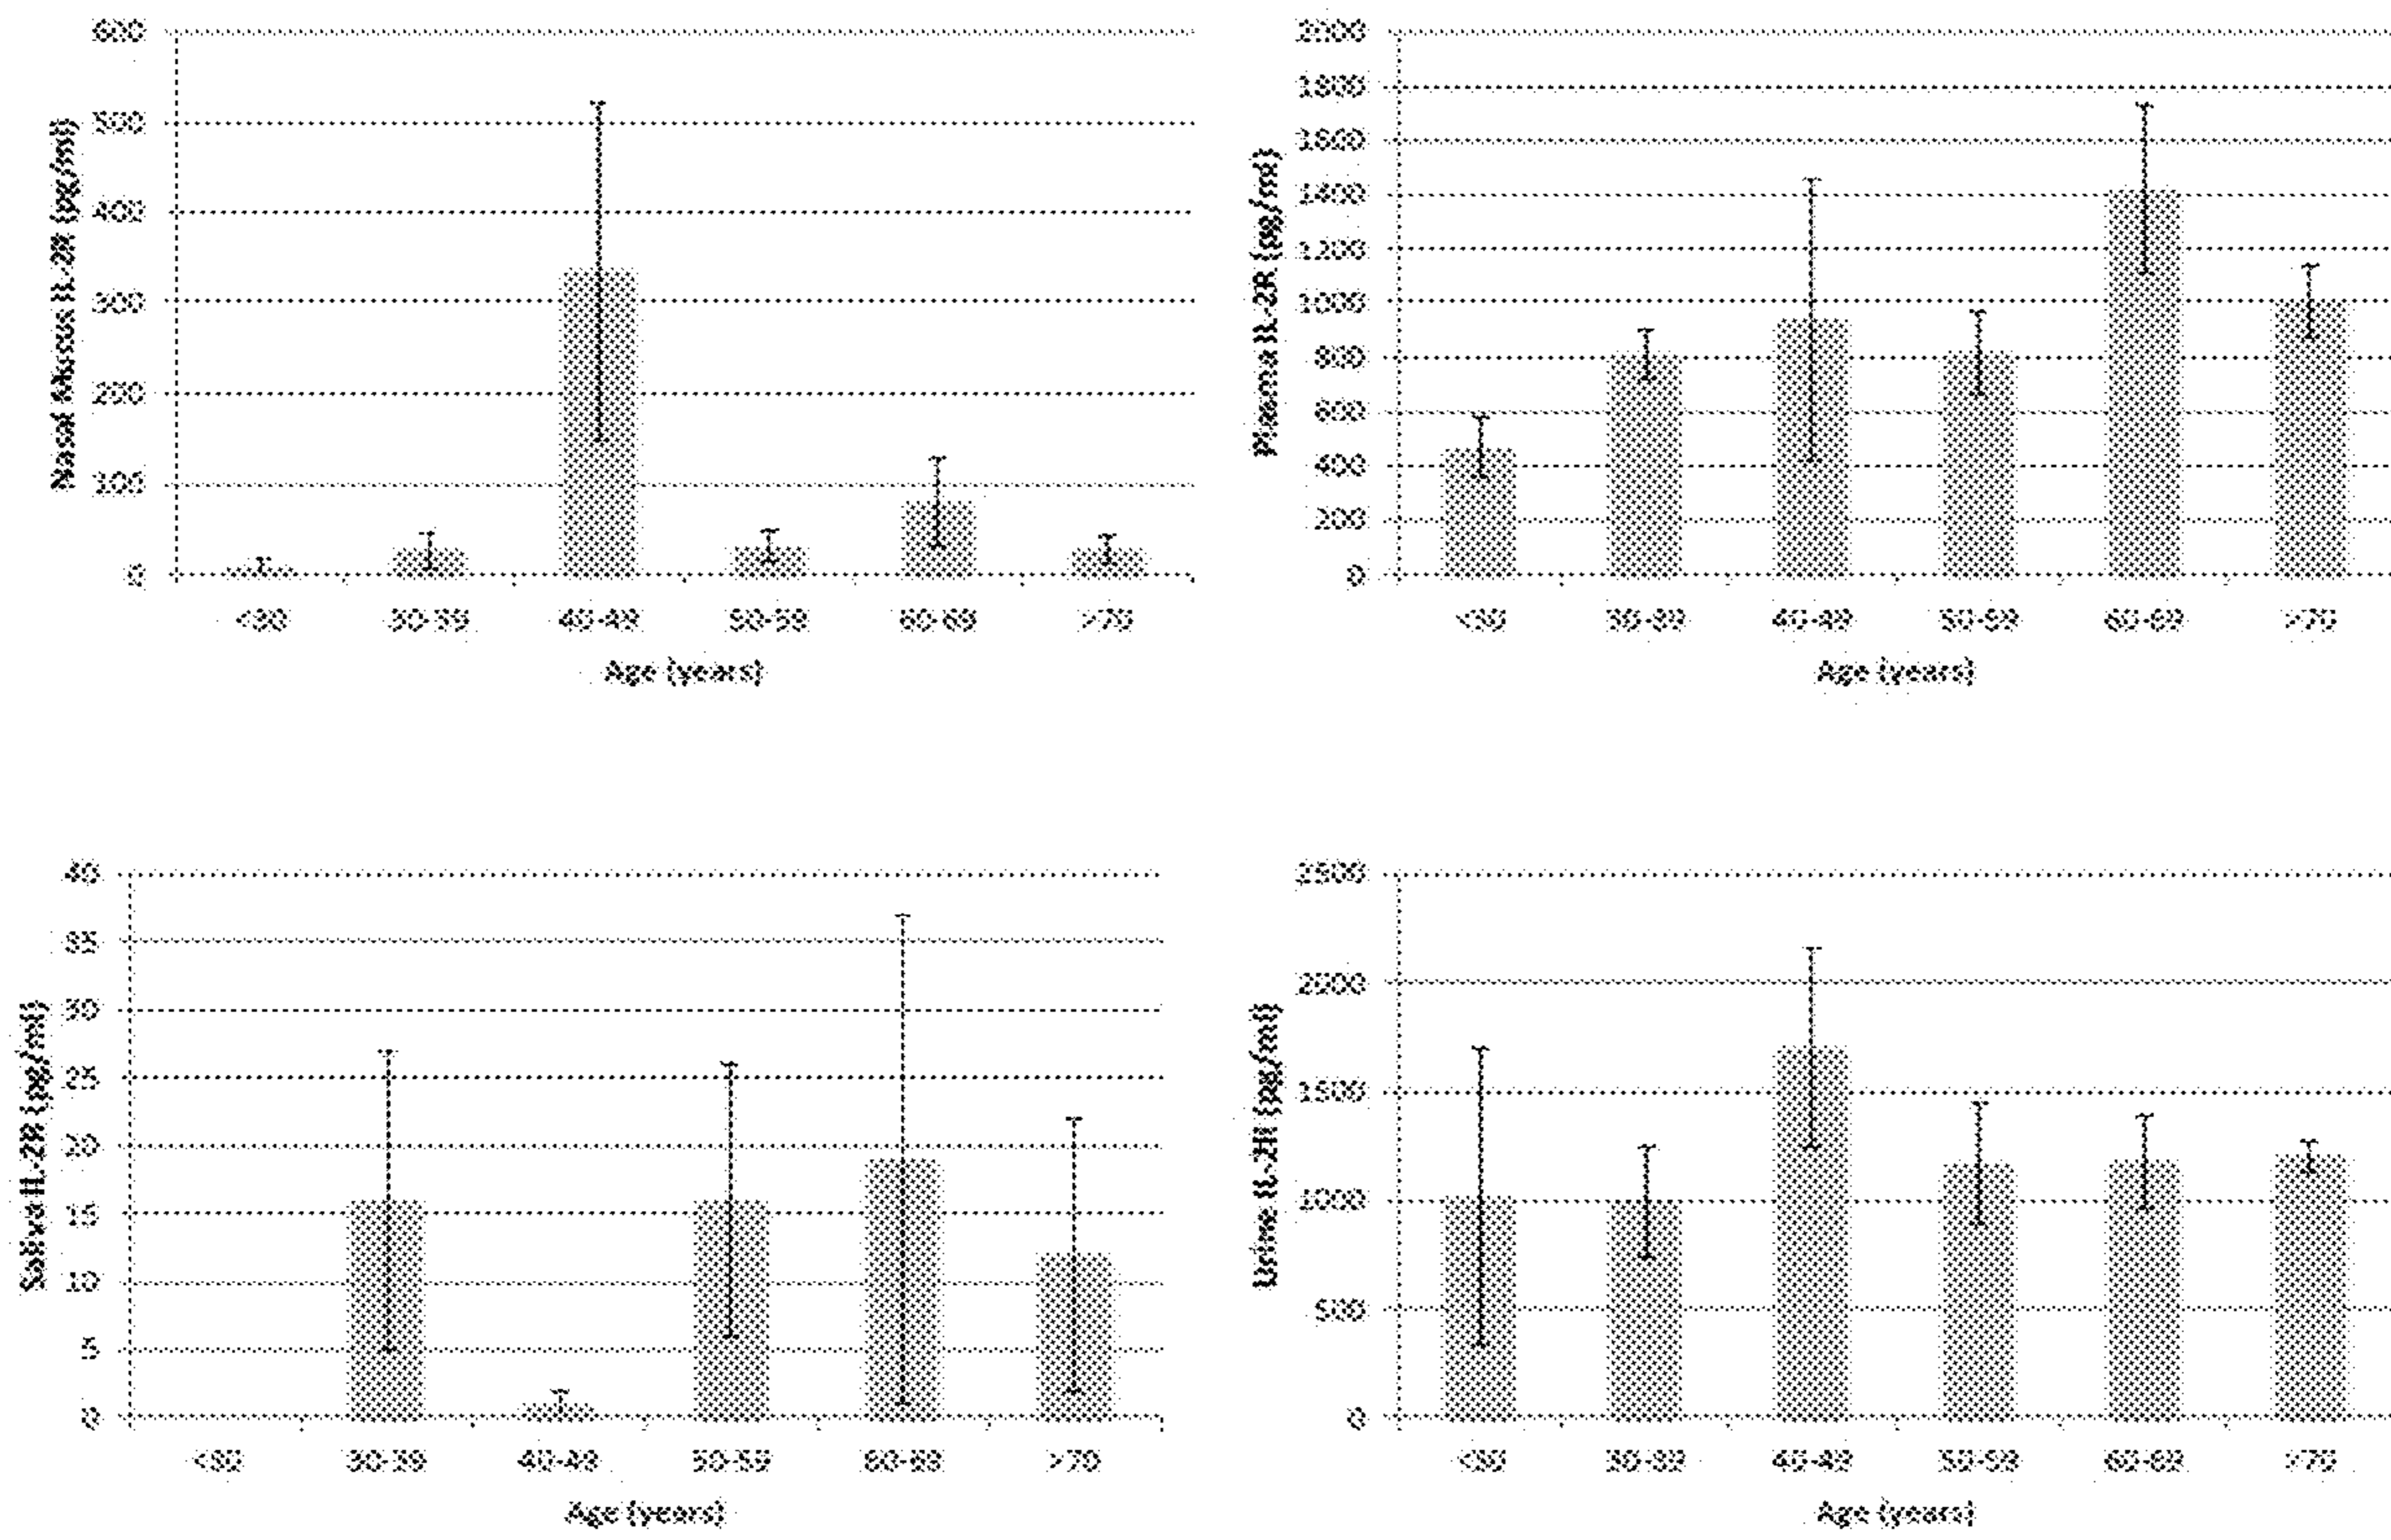 600
500
400
300
200
100
0
Nasal Mucus IL-2R (pg/ml)
<30 30-39 40-49 50-59 60-69 >70
Age (years)
2000
1800
1600
1400
1200
1000
800
600
400
200
0
Plasma IL-2R (pg/ml)
<30 30-39 40-49 50-59 60-69 >70
Age (years)
40
35
30
25
20
15
10
5
0
Saliva IL-2R (pg/ml)
<30 30-39 40-49 50-59 60-69 >70
Age (years)
2500
2000
1500
1000
500
0
Urine IL-2R (pg/ml)
<30 30-39 40-49 50-59 60-69 >70
Age (years)